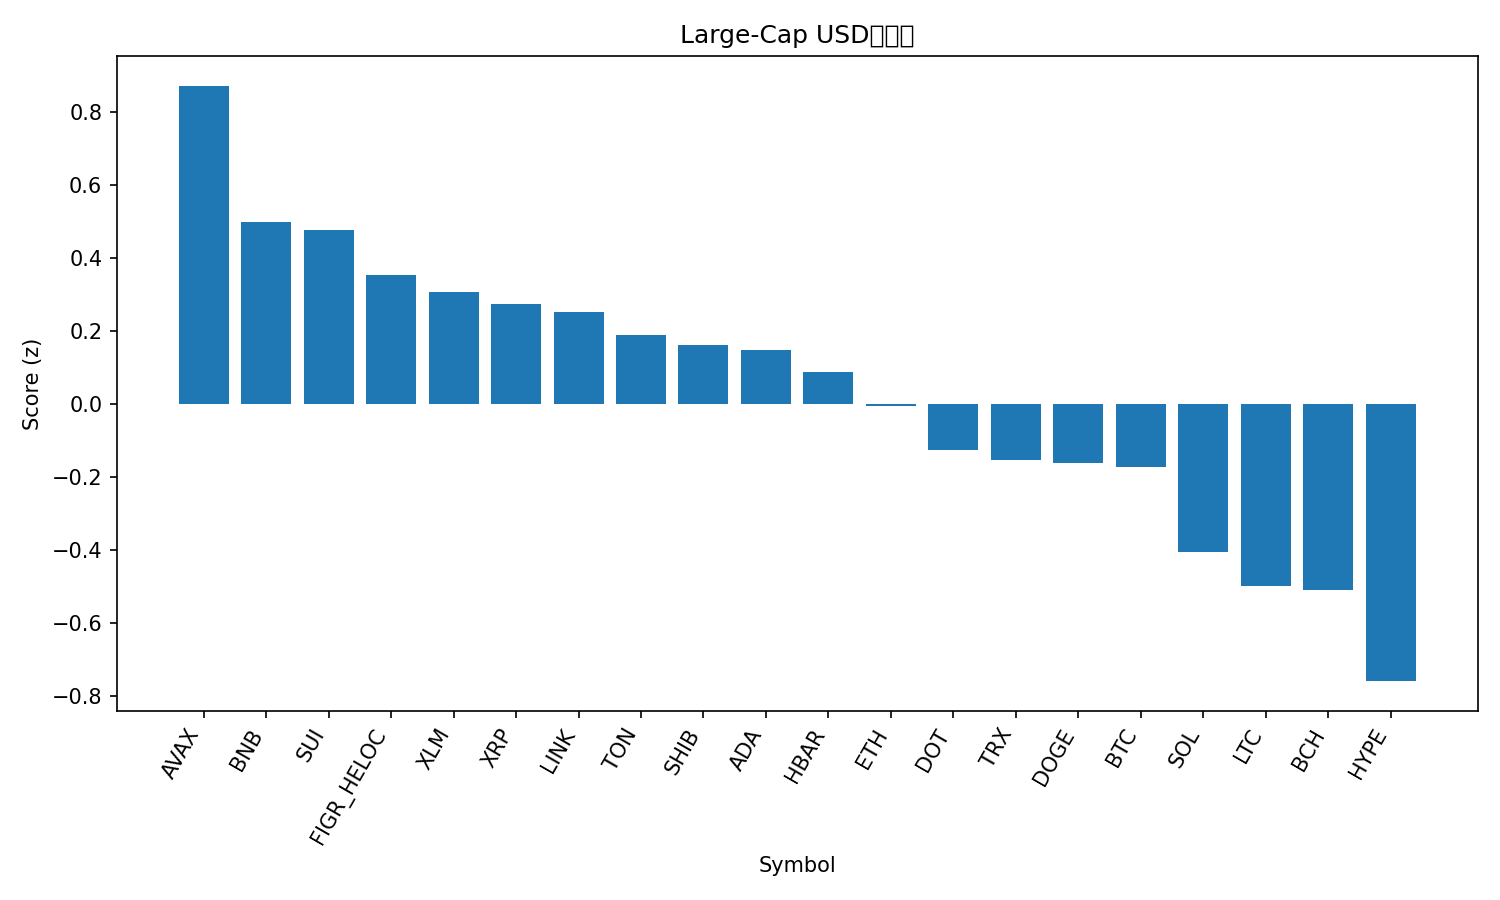 Large-Cap USD
Score (z)
0.8
0.6
0.4
0.2
0.0
−0.2
−0.4
−0.6
−0.8
AVAX
BNB
SUI
FIGR_HELOC
XLM
XRP
LINK
TON
SHIB
ADA
HBAR
ETH
DOT
TRX
DOGE
BTC
SOL
LTC
BCH
HYPE
Symbol